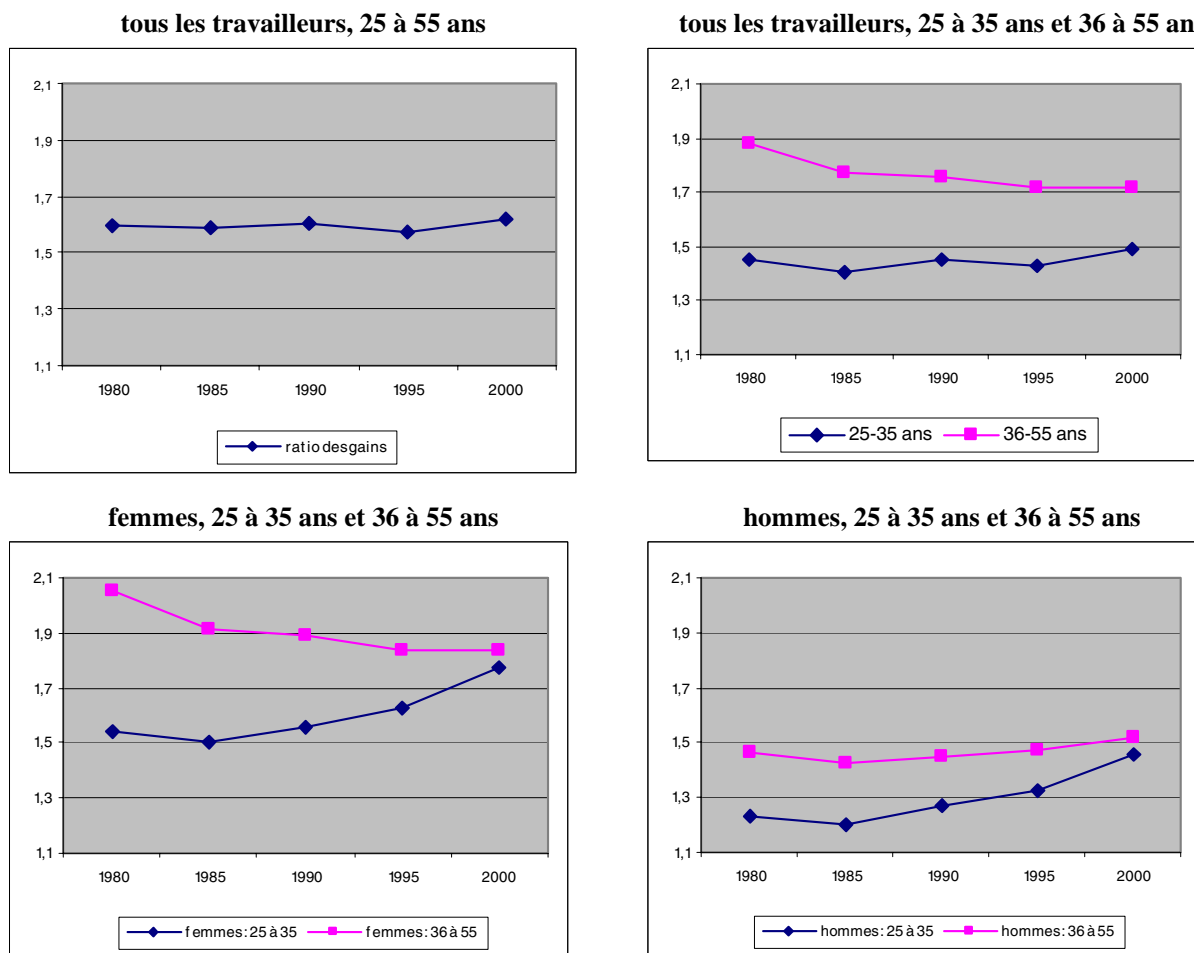 tous les travailleurs, 25 à 55 ans
2,1
1,9
1,7
1,5
1,3
1,1
1980 1985 1990 1995 2000
ratio desgains
tous les travailleurs, 25 à 35 ans et 36 à 55 an
2,1
1,9
1,7
1,5
1,3
1,1
1980 1985 1990 1995 2000
25-35 ans 36-55 ans
femmes, 25 à 35 ans et 36 à 55 ans
2,1
1,9
1,7
1,5
1,3
1,1
1980 1985 1990 1995 2000
femmes: 25 à 35 femmes: 36 à 55
hommes, 25 à 35 ans et 36 à 55 ans
2,1
1,9
1,7
1,5
1,3
1,1
1980 1985 1990 1995 2000
hommes: 25 à 35 hommes: 36 à 55